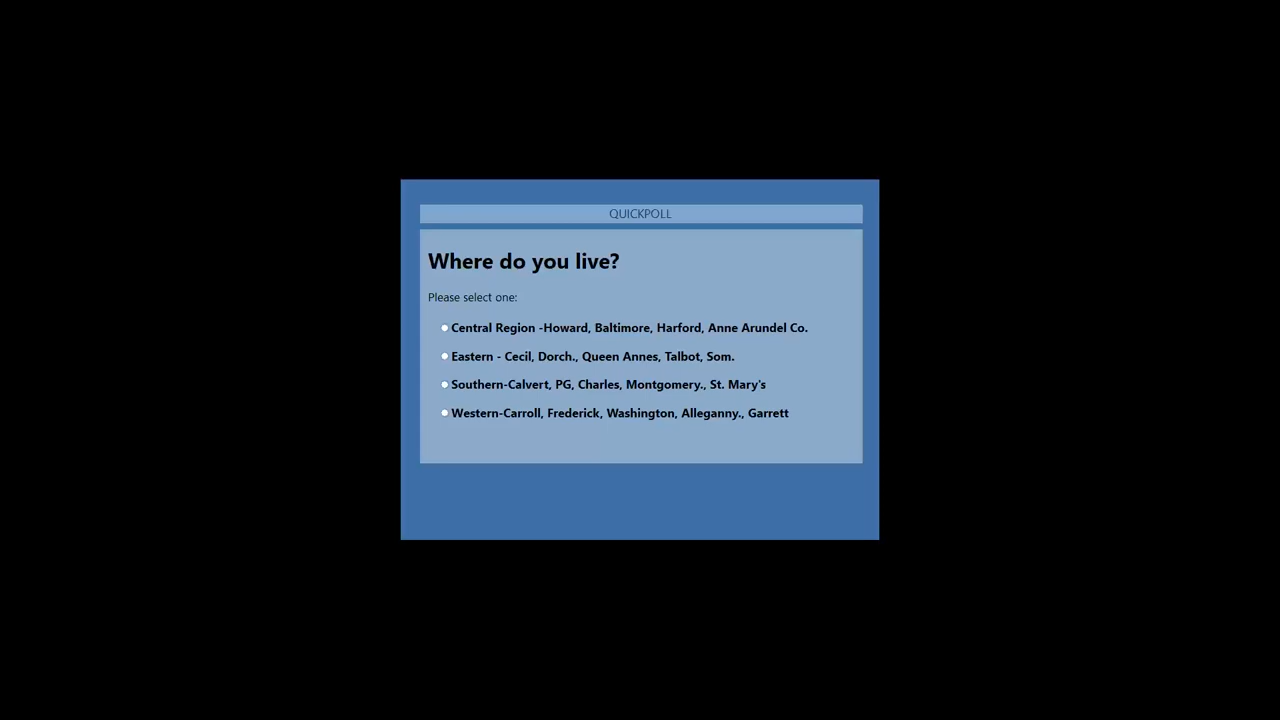 QUICKPOLL
Where do you live?
Please select one:
Central Region -Howard, Baltimore, Harford, Anne Arundel Co.
Eastern - Cecil, Dorch., Queen Annes, Talbot, Som.
Southern-Calvert, PG, Charles, Montgomery., St. Mary's
Western-Carroll, Frederick, Washington, Alleganny., Garrett